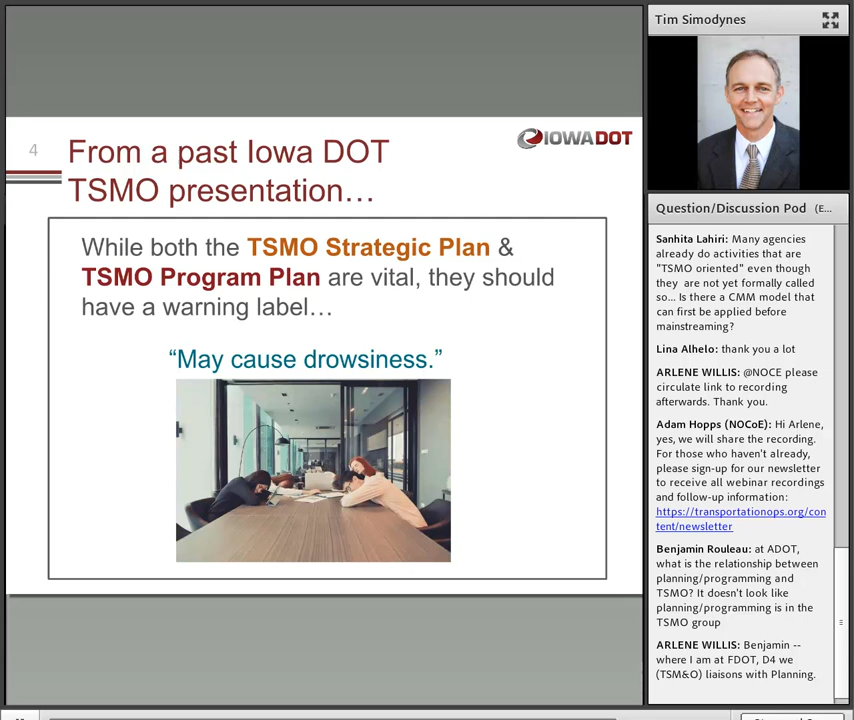 4
From a past Iowa DOT
TSMO presentation…
IOWADOT
While both the TSMO Strategic Plan &
TSMO Program Plan are vital, they should
have a warning label…
“May cause drowsiness.”
Tim Simodynes
Question/Discussion Pod (E...
Sanhita Lahiri: Many agencies
already do activities that are
"TSMO oriented" even though
they are not yet formally called
so... Is there a CMM model that
can first be applied before
mainstreaming?
Lina Alhelo: thank you a lot
ARLENE WILLIS: @NOCE please
circulate link to recording
afterwards. Thank you.
Adam Hopps (NOCoE): Hi Arlene,
yes, we will share the recording.
For those who haven't already,
please sign-up for our newsletter
to receive all webinar recordings
and follow-up information:
https://transportationops.org/con
tent/newsletter
Benjamin Rouleau: at ADOT,
what is the relationship between
planning/programming and
TSMO? It doesn't look like
planning/programming is in the
TSMO group
ARLENE WILLIS: Benjamin --
where I am at FDOT, D4 we
(TSM&O) liaisons with Planning.